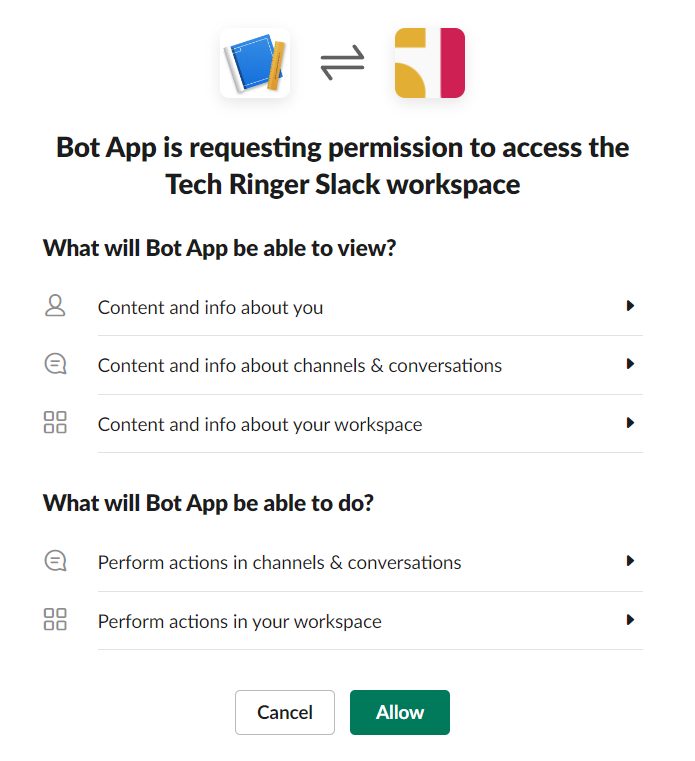 Bot App is requesting permission to access the
Tech Ringer Slack workspace
What will Bot App be able to view?
Content and info about you
Content and info about channels & conversations
Content and info about your workspace
What will Bot App be able to do?
Perform actions in channels & conversations
Perform actions in your workspace
Cancel
Allow